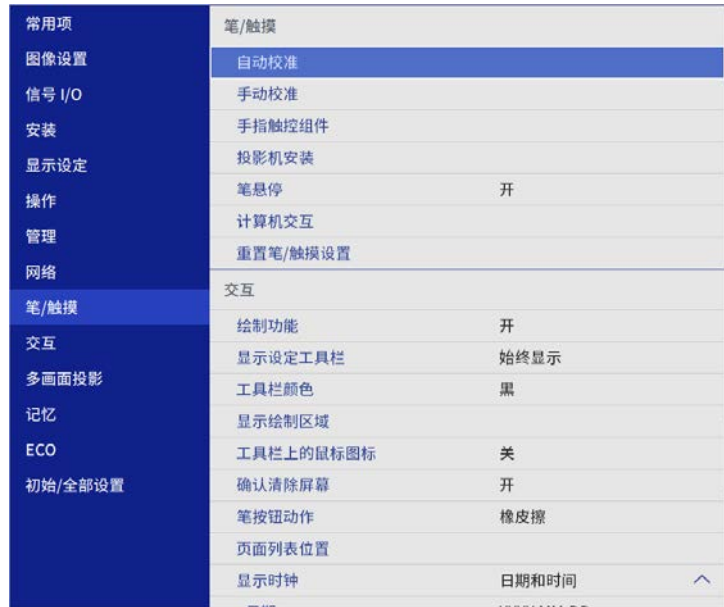 常用项
图像设置
信号 I/O
安装
显示设定
操作
管理
网络
笔/触摸
交互
多画面投影
记忆
ECO
初始/全部设置
笔/触摸
自动校准
手动校准
手指触控组件
投影机安装
笔悬停 开
计算机交互
重置笔/触摸设置
交互
绘制功能 开
显示设定工具栏 始终显示
工具栏颜色 黑
显示绘制区域
工具栏上的鼠标图标 关
确认清除屏幕 开
笔按钮动作 橡皮擦
页面列表位置
显示时钟 日期和时间